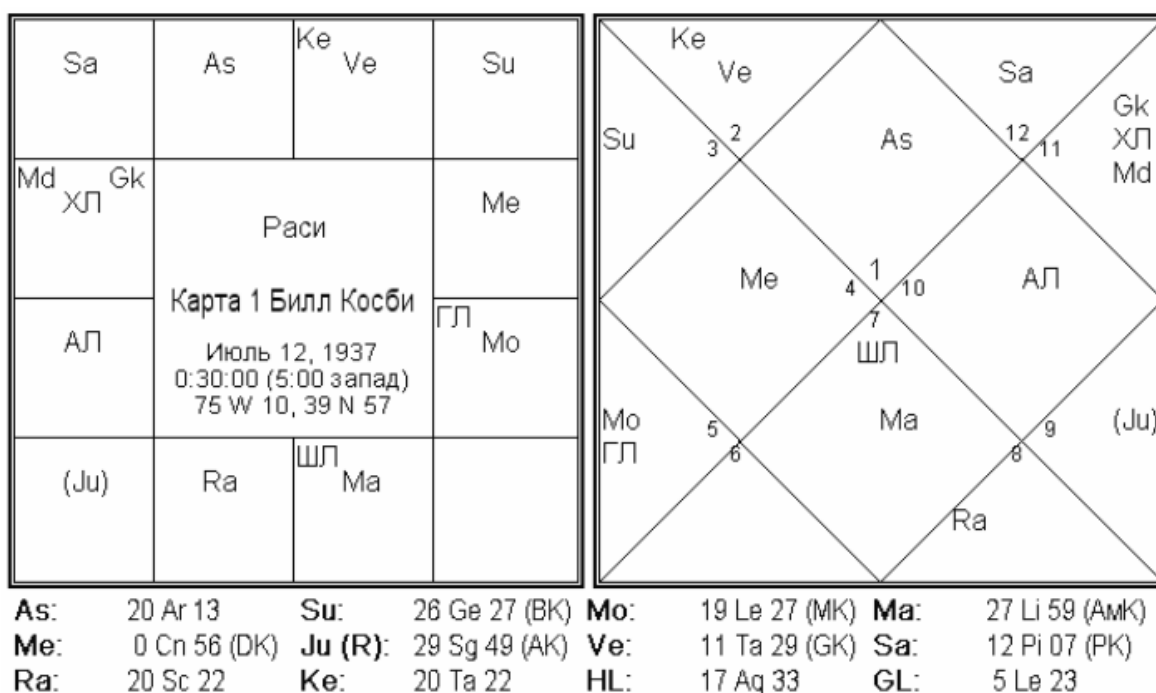 Sa
As
Ke
Ve
Su
Md
Gk
ХЛ
Me
АЛ
ГЛ
Mo
(Ju)
Ra
ШЛ
Ma
Раси
Карта 1 Билл Косби
Июль 12, 1937
0:30:00 (5:00 запад)
75 W 10, 39 N 57
Ke
Ve
Sa
Gk
ХЛ
Md
Su
3
2
As
12
11
Me
4
1
10
7
АЛ
ШЛ
Mo
ГЛ
5
6
Ma
9
8
(Ju)
Ra
As: 20 Ar 13 Su: 26 Ge 27 (BK) Mo: 19 Le 27 (MK) Ma: 27 Li 59 (АмК)
Me: 0 Cn 56 (DK) Ju (R): 29 Sg 49 (AK) Ve: 11 Ta 29 (GK) Sa: 12 Pi 07 (PK)
Ra: 20 Sc 22 Ke: 20 Ta 22 HL: 17 Aq 33 GL: 5 Le 23